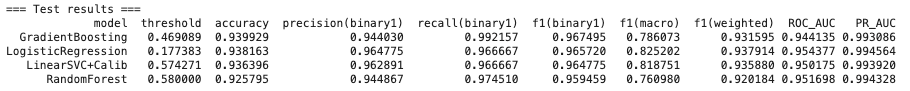 === Test results ===
model threshold accuracy precision(binary1) recall(binary1) f1(binary1) f1(macro) f1(weighted) ROC_AUC PR_AUC
GradientBoosting 0.469089 0.939929 0.944030 0.992157 0.967495 0.786073 0.931595 0.944135 0.993086
LogisticRegression 0.177383 0.938163 0.964775 0.966667 0.965720 0.825202 0.937914 0.954377 0.994564
LinearSVC+Calib 0.574271 0.936396 0.962891 0.966667 0.964775 0.818751 0.935880 0.950175 0.993920
RandomForest 0.580000 0.925795 0.944867 0.974510 0.959459 0.760980 0.920184 0.951698 0.994328